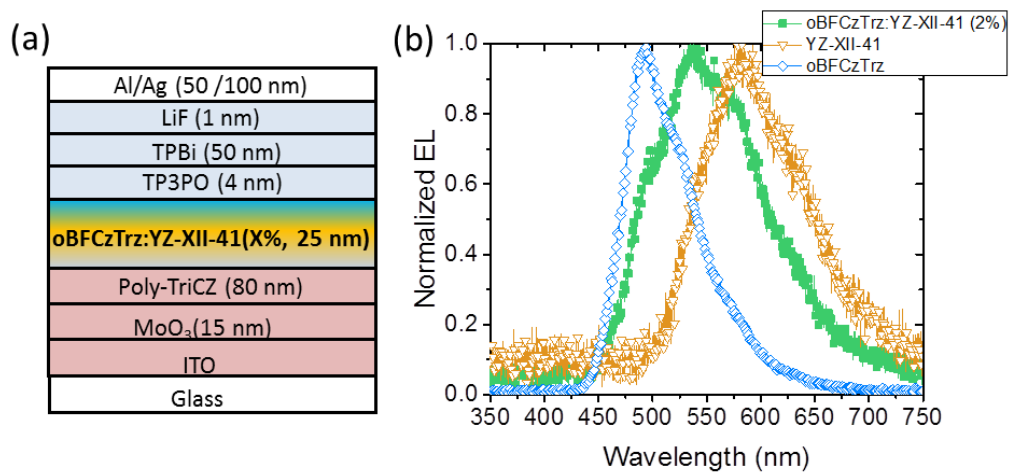 (a)
Al/Ag (50 /100 nm)
LiF (1 nm)
TPBi (50 nm)
TP3PO (4 nm)
oBFCzTrz:YZ-XII-41(X%, 25 nm)
Poly-TriCZ (80 nm)
MoO₃(15 nm)
ITO
Glass
(b)
oBFCzTrz:YZ-XII-41 (2%)
YZ-XII-41
oBFCzTrz
Normalized EL
1.0
0.8
0.6
0.4
0.2
0.0
350 400 450 500 550 600 650 700 750
Wavelength (nm)